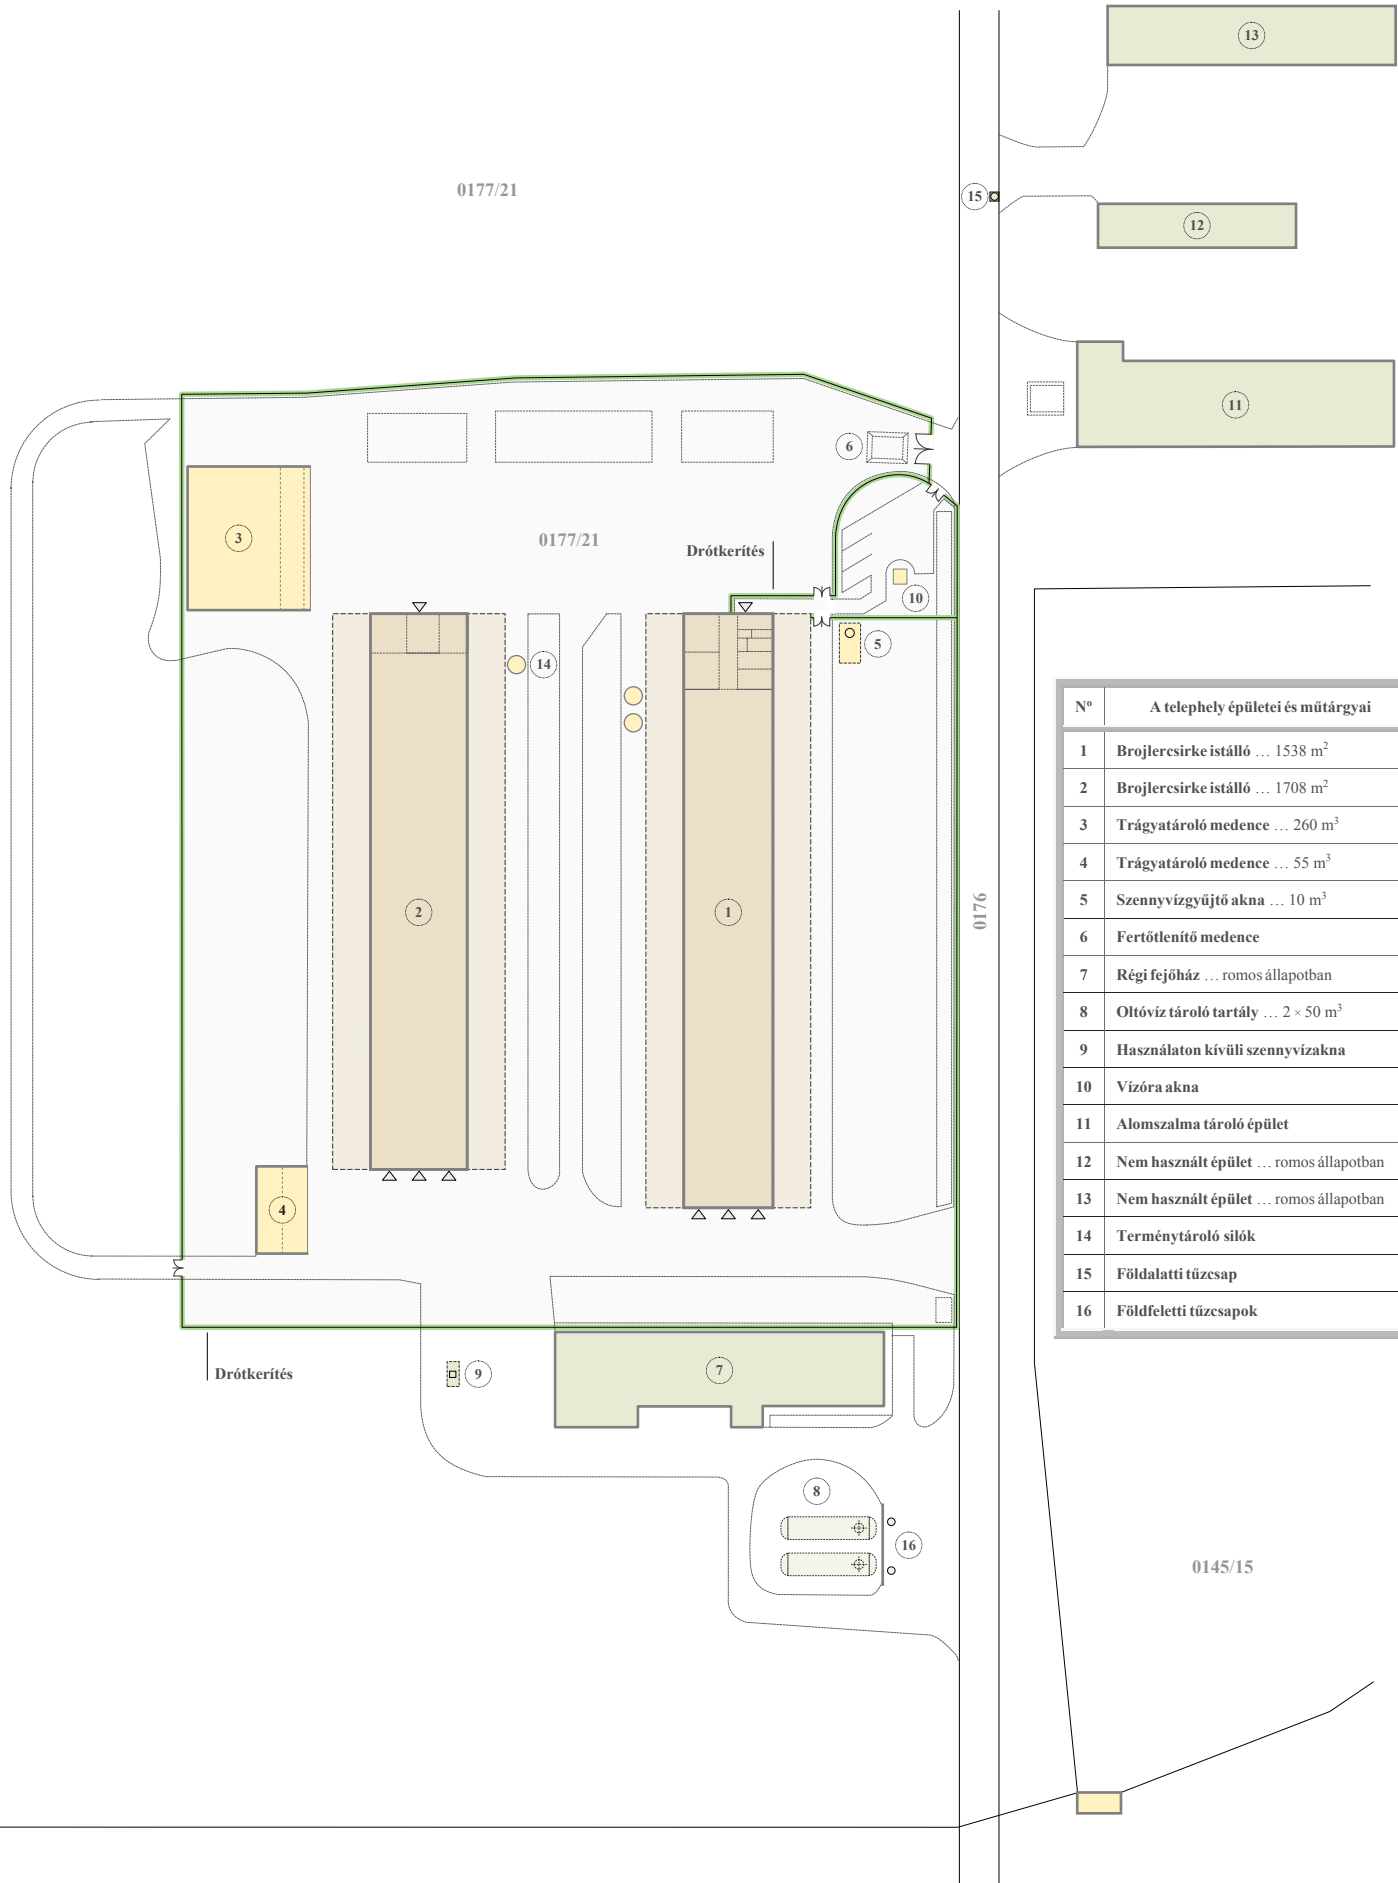 13
0177/21
15
12
11
6
3
0177/21
Drótkerítés
10
5
14
Nº A telephely épületei és műtárgyai
1 Brojlercsirke istálló … 1538 m²
2 Brojlercsirke istálló … 1708 m²
3 Trágyatároló medence … 260 m³
4 Trágyatároló medence … 55 m³
5 Szennyvízgyűjtő akna … 10 m³
6 Fertőtlenítő medence
7 Régi fejőház … romos állapotban
8 Oltóvíz tároló tartály … 2 × 50 m³
9 Használaton kívüli szennyvízakna
10 Vízóra akna
11 Alomszalma tároló épület
12 Nem használt épület … romos állapotban
13 Nem használt épület … romos állapotban
14 Terménytároló silók
15 Földalatti tűzcsap
16 Földfeletti tűzcsapok
2
1
0176
4
Drótkerítés
9
7
8
16
0145/15